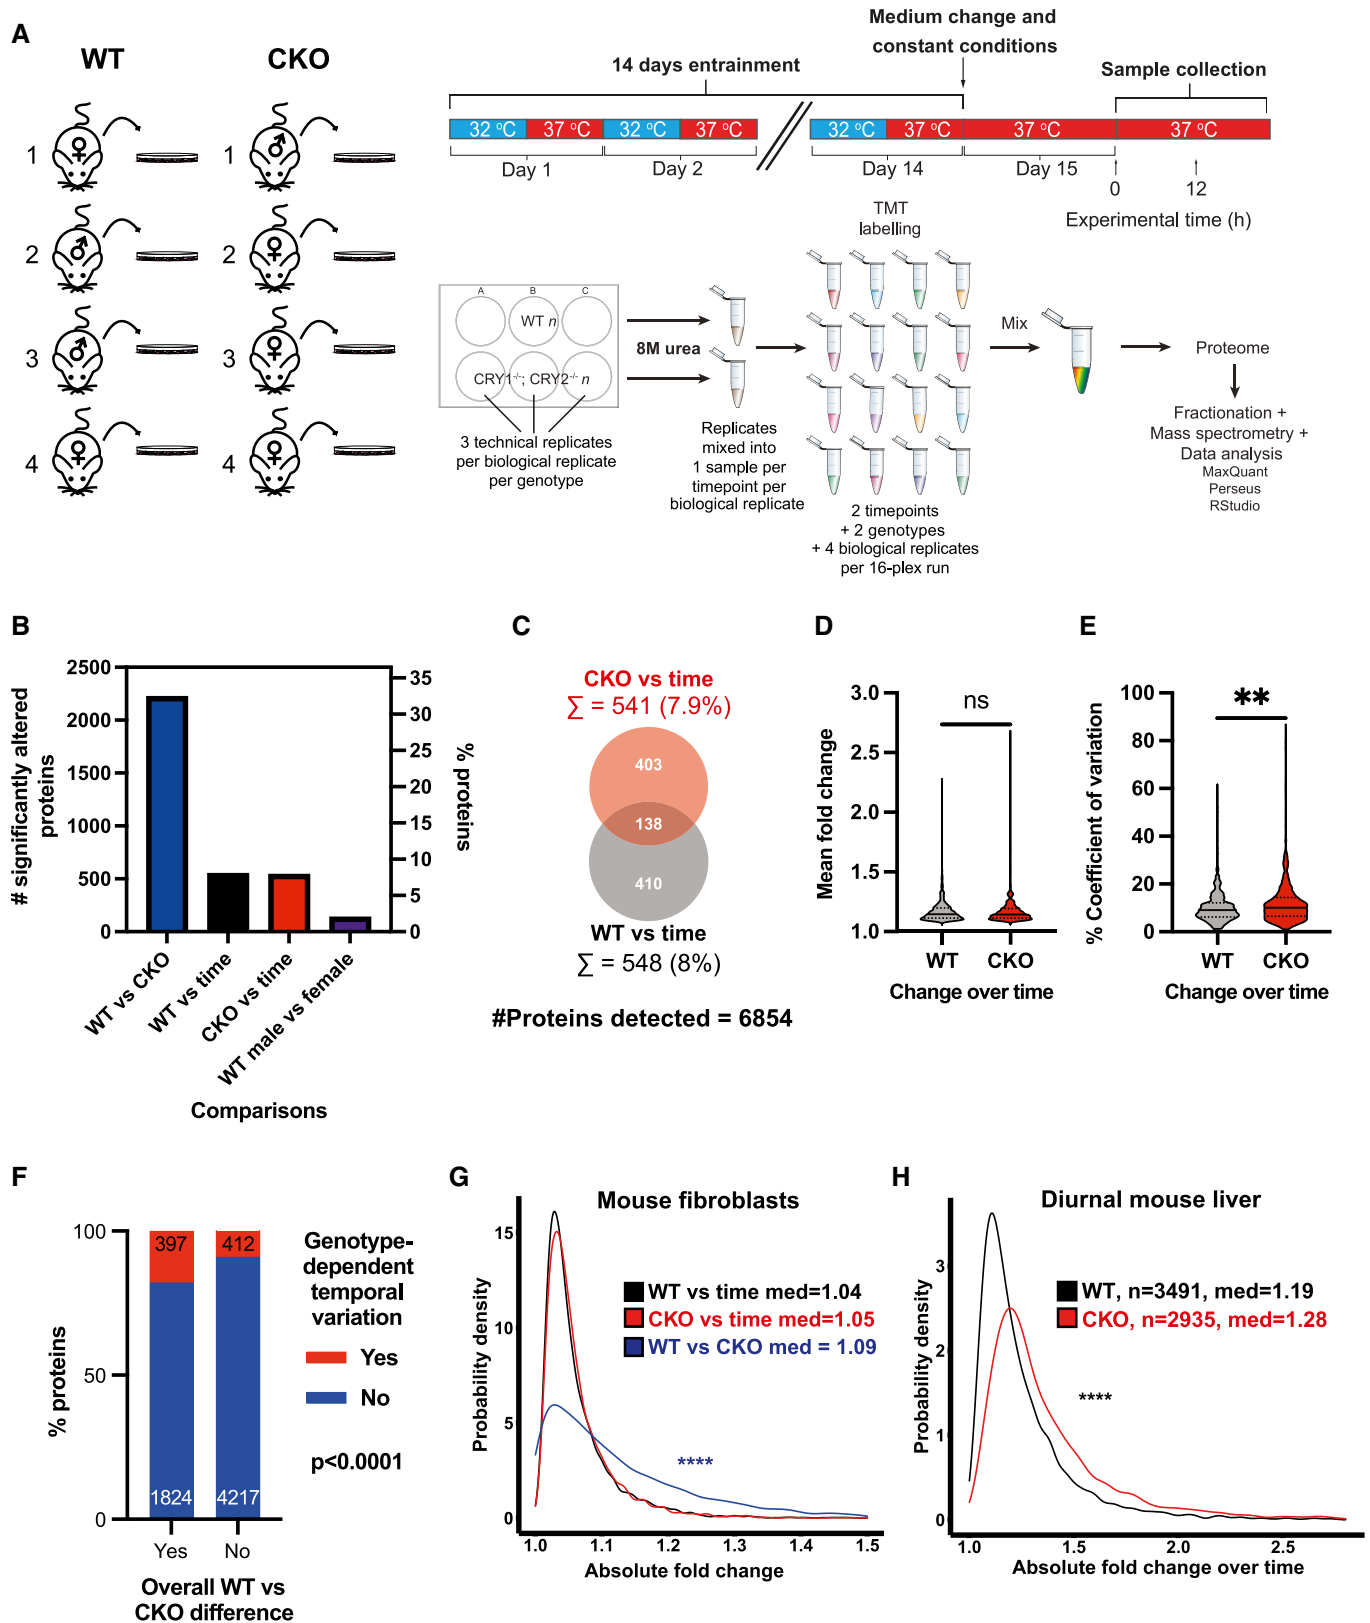 A
WT
CKO
1
2
3
4
1
2
3
4
♀
♂
♂
♀
♂
♀
♀
♀
Medium change and
constant conditions
14 days entrainment
Sample collection
32 °C
37 °C
32 °C
37 °C
32 °C
37 °C
37 °C
37 °C
Day 1
Day 2
Day 14
Day 15
0
12
Experimental time (h)
TMT
labelling
A
B
C
WT n
CRY1-/-; CRY2-/- n
8M urea
Mix
Proteome
3 technical replicates
per biological replicate
per genotype
Replicates
mixed into
1 sample per
timepoint per
biological replicate
2 timepoints
+ 2 genotypes
+ 4 biological replicates
per 16-plex run
Fractionation +
Mass spectrometry +
Data analysis
MaxQuant
Perseus
RStudio
B
# significantly altered
proteins
2500
2000
1500
1000
500
0
35
30
25
20
15
10
5
0
% proteins
WT vs CKO
WT vs time
CKO vs time
WT male vs female
Comparisons
C
CKO vs time
∑ = 541 (7.9%)
403
138
410
WT vs time
∑ = 548 (8%)
#Proteins detected = 6854
D
Mean fold change
3.0
2.5
2.0
1.5
1.0
ns
WT
CKO
Change over time
E
% Coefficient of variation
100
80
60
40
20
0
**
WT
CKO
Change over time
F
% proteins
100
50
0
397
412
1824
4217
Yes
No
Overall WT vs
CKO difference
Genotype-
dependent
temporal
variation
Yes
No
p<0.0001
G
Mouse fibroblasts
Probability density
15
10
5
0
WT vs time med=1.04
CKO vs time med=1.05
WT vs CKO med = 1.09
****
1.0
1.1
1.2
1.3
1.4
1.5
Absolute fold change
H
Diurnal mouse liver
Probability density
3
2
1
0
WT, n=3491, med=1.19
CKO, n=2935, med=1.28
****
1.0
1.5
2.0
2.5
Absolute fold change over time